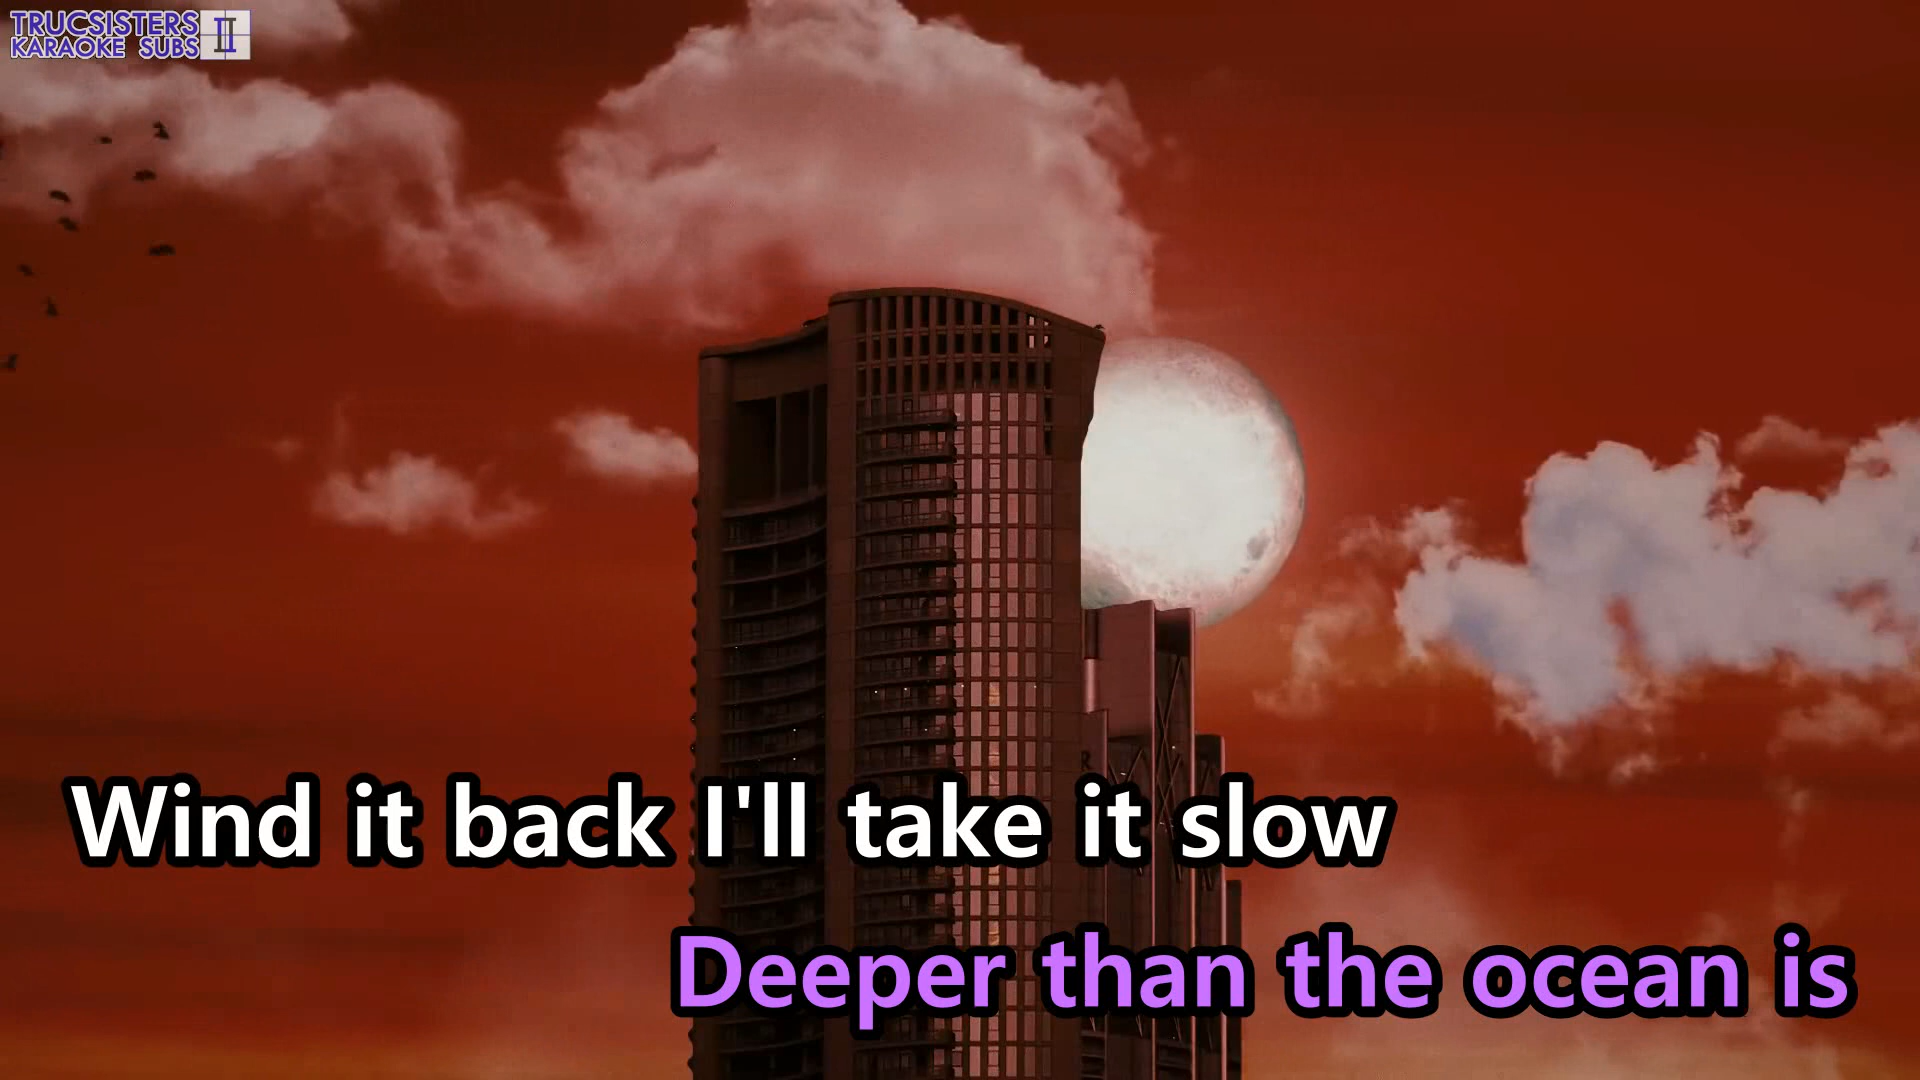 TRUCSISTERS
KARAOKE SUBS II
Wind it back I'll take it slow
Deeper than the ocean is